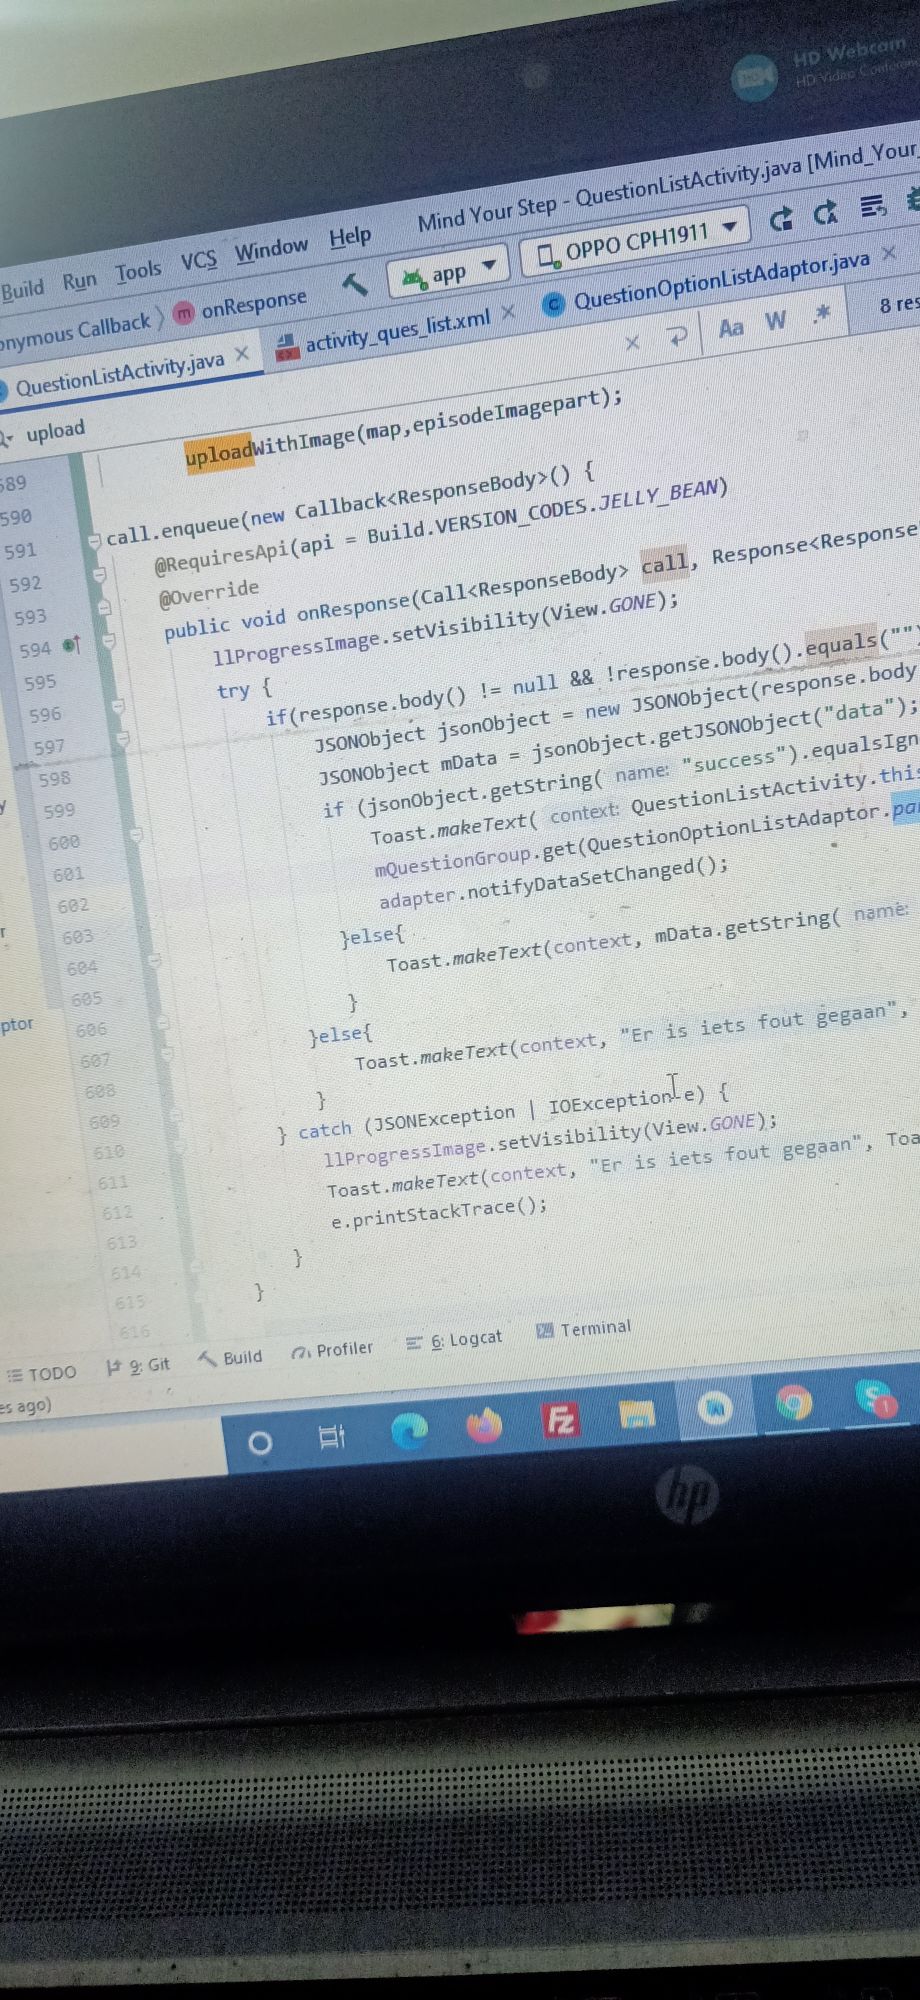 HD Webcam
HD Video
Mind Your Step - QuestionListActivity.java [Mind_Your_
Build Run Tools VCS Window Help
app OPPO CPH1911
onymous Callback onResponse
QuestionListActivity.java activity_ques_list.xml QuestionOptionListAdaptor.java
upload Aa W .* 8 res
589 uploadWithImage(map,episodeImagepart);
590
591 call.enqueue(new Callback<ResponseBody>() {
592 @RequiresApi(api = Build.VERSION_CODES.JELLY_BEAN)
593 @Override
594 public void onResponse(Call<ResponseBody> call, Response<Response
595 llProgressImage.setVisibility(View.GONE);
596 try {
597 if(response.body() != null && !response.body().equals("")
598 JSONObject jsonObject = new JSONObject(response.body
599 JSONObject mData = jsonObject.getJSONObject("data");
600 if (jsonObject.getString( name: "success").equalsIgn
601 Toast.makeText( context: QuestionListActivity.this
602 mQuestionGroup.get(QuestionOptionListAdaptor.par
603 adapter.notifyDataSetChanged();
604 }else{
605 Toast.makeText(context, mData.getString( name:
606 }
607 }else{
608 Toast.makeText(context, "Er is iets fout gegaan",
609 }
610 } catch (JSONException | IOException e) {
611 llProgressImage.setVisibility(View.GONE);
612 Toast.makeText(context, "Er is iets fout gegaan", Toa
613 e.printStackTrace();
614 }
615 }
616
ptor
TODO 9: Git Build Profiler 6: Logcat Terminal
es ago)
Fz S 1
hp